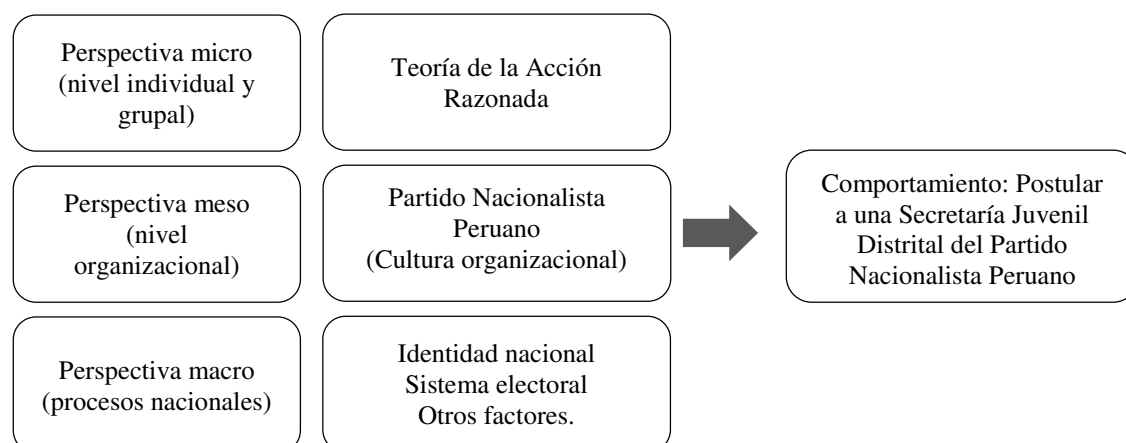 Perspectiva micro
(nivel individual y
grupal)
Teoría de la Acción
Razonada
Perspectiva meso
(nivel
organizacional)
Partido Nacionalista
Peruano
(Cultura organizacional)
Comportamiento: Postular
a una Secretaría Juvenil
Distrital del Partido
Nacionalista Peruano
Perspectiva macro
(procesos nacionales)
Identidad nacional
Sistema electoral
Otros factores.